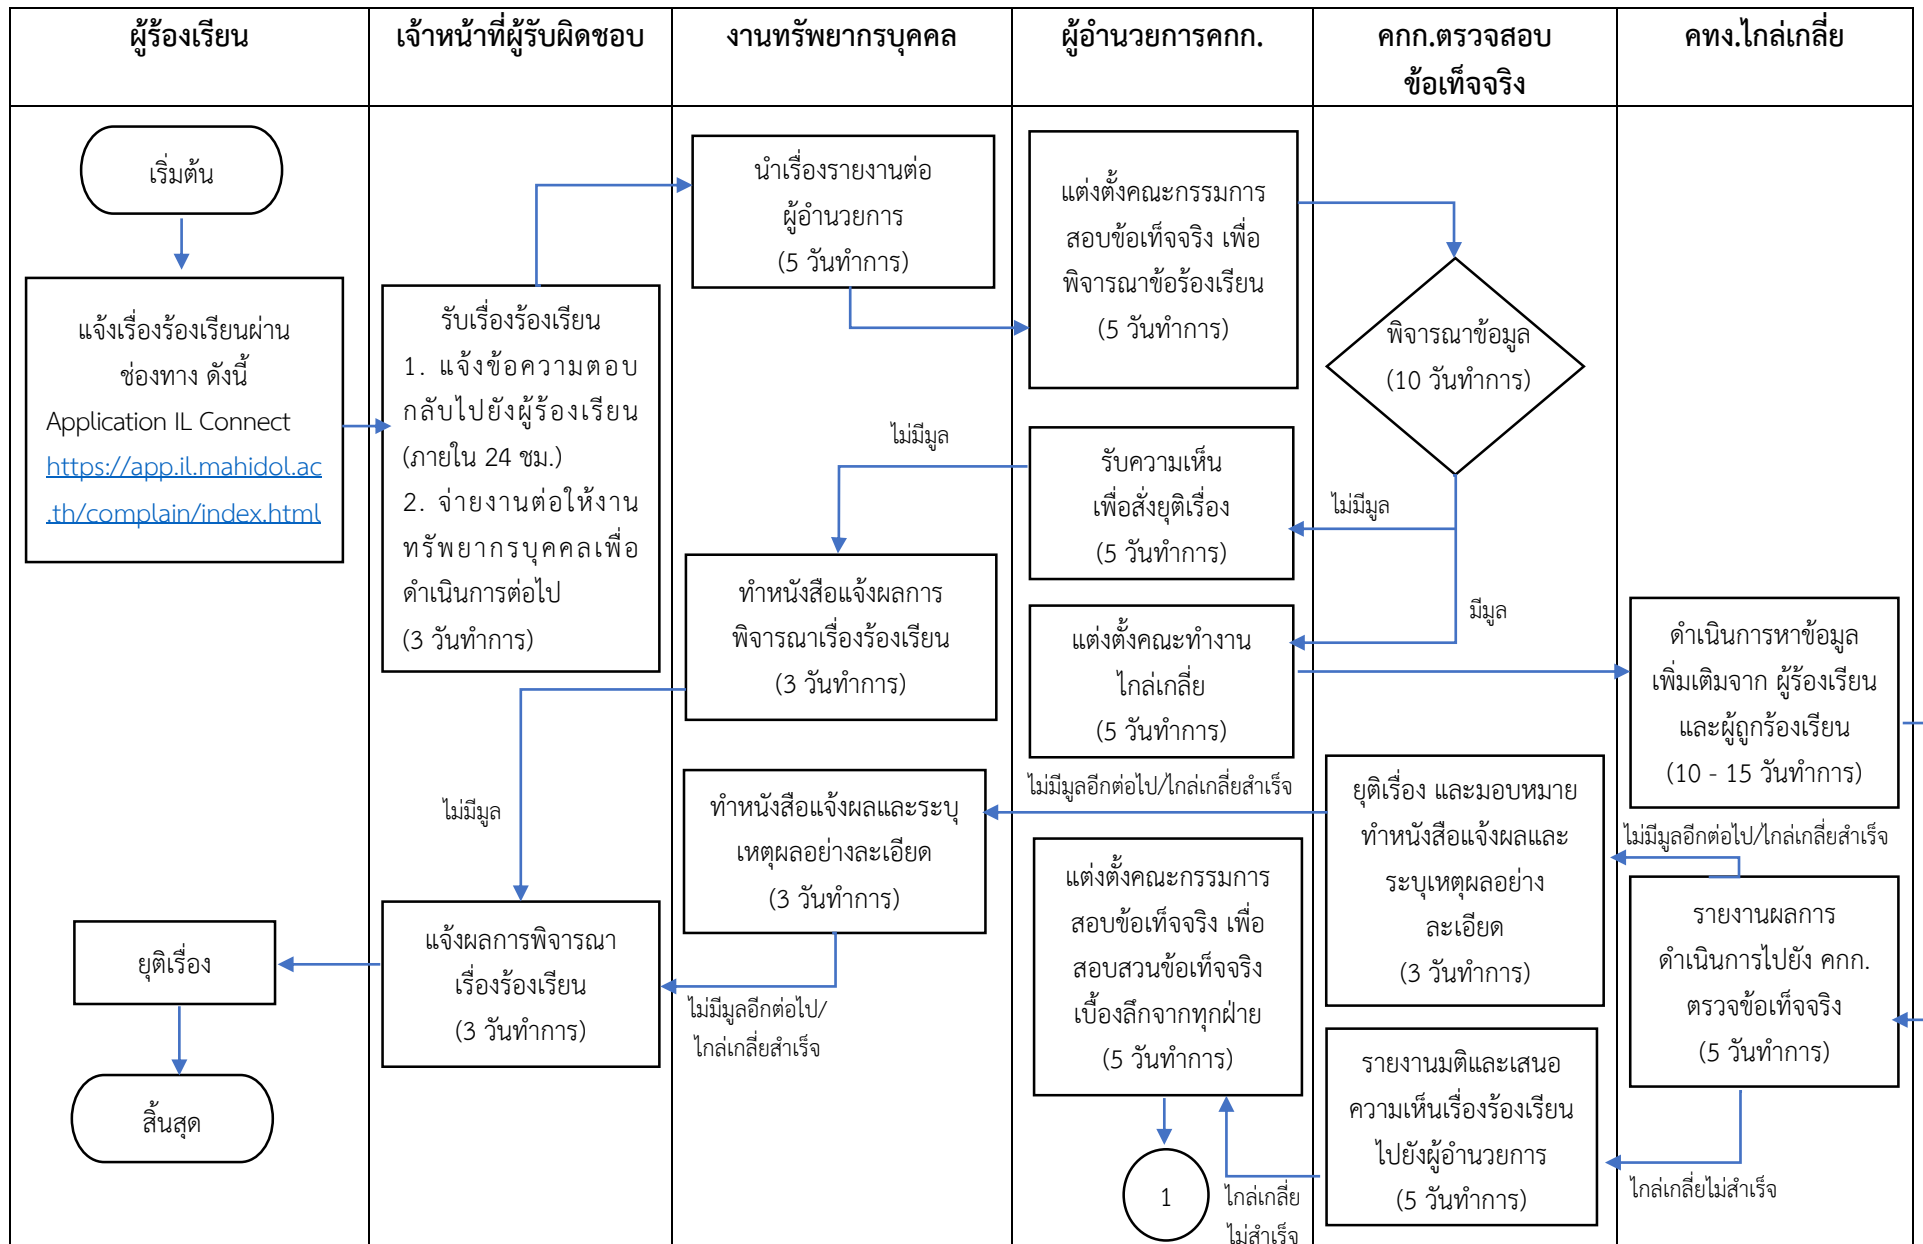 ผู้ร้องเรียน
เจ้าหน้าที่ผู้รับผิดชอบ
งานทรัพยากรบุคคล
ผู้อำนวยการคกก.
คกก.ตรวจสอบ
ข้อเท็จจริง
คทง.ไกล่เกลี่ย
เริ่มต้น
แจ้งเรื่องร้องเรียนผ่าน
ช่องทาง ดังนี้
Application IL Connect
https://app.il.mahidol.ac
.th/complain/index.html
รับเรื่องร้องเรียน
1. แจ้งข้อความตอบ
กลับไปยังผู้ร้องเรียน
(ภายใน 24 ชม.)
2. จ่ายงานต่อให้งาน
ทรัพยากรบุคคลเพื่อ
ดำเนินการต่อไป
(3 วันทำการ)
นำเรื่องรายงานต่อ
ผู้อำนวยการ
(5 วันทำการ)
แต่งตั้งคณะกรรมการ
สอบข้อเท็จจริง เพื่อ
พิจารณาข้อร้องเรียน
(5 วันทำการ)
พิจารณาข้อมูล
(10 วันทำการ)
ไม่มีมูล
รับความเห็น
เพื่อสั่งยุติเรื่อง
(5 วันทำการ)
ไม่มีมูล
ทำหนังสือแจ้งผลการ
พิจารณาเรื่องร้องเรียน
(3 วันทำการ)
มีมูล
แต่งตั้งคณะทำงาน
ไกล่เกลี่ย
(5 วันทำการ)
ดำเนินการหาข้อมูล
เพิ่มเติมจาก ผู้ร้องเรียน
และผู้ถูกร้องเรียน
(10 - 15 วันทำการ)
ไม่มีมูล
ไม่มีมูลอีกต่อไป/ไกล่เกลี่ยสำเร็จ
ทำหนังสือแจ้งผลและระบุ
เหตุผลอย่างละเอียด
(3 วันทำการ)
ยุติเรื่อง และมอบหมาย
ทำหนังสือแจ้งผลและ
ระบุเหตุผลอย่าง
ละเอียด
(3 วันทำการ)
ไม่มีมูลอีกต่อไป/ไกล่เกลี่ยสำเร็จ
แต่งตั้งคณะกรรมการ
สอบข้อเท็จจริง เพื่อ
สอบสวนข้อเท็จจริง
เบื้องลึกจากทุกฝ่าย
(5 วันทำการ)
รายงานผลการ
ดำเนินการไปยัง คกก.
ตรวจข้อเท็จจริง
(5 วันทำการ)
ยุติเรื่อง
แจ้งผลการพิจารณา
เรื่องร้องเรียน
(3 วันทำการ)
ไม่มีมูลอีกต่อไป/
ไกล่เกลี่ยสำเร็จ
รายงานมติและเสนอ
ความเห็นเรื่องร้องเรียน
ไปยังผู้อำนวยการ
(5 วันทำการ)
สิ้นสุด
1
ไกล่เกลี่ย
ไม่สำเร็จ
ไกล่เกลี่ยไม่สำเร็จ